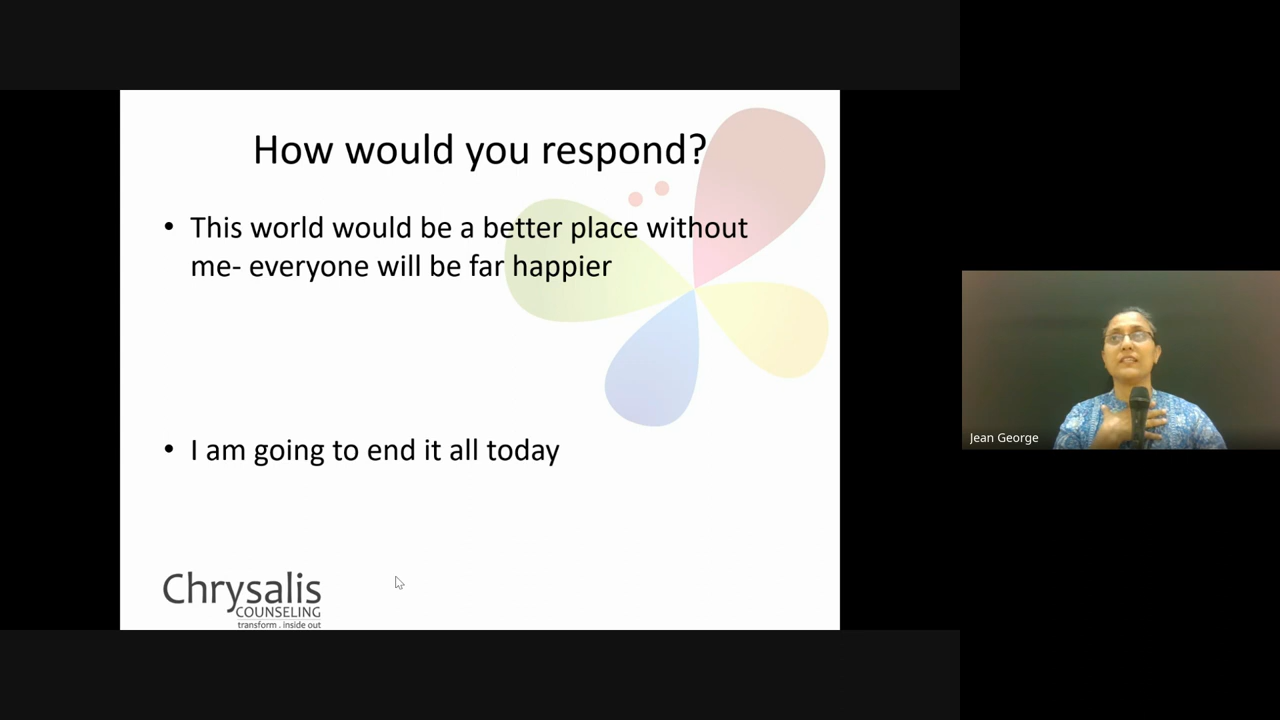 How would you respond?
• This world would be a better place without
me- everyone will be far happier
• I am going to end it all today
Chrysalis
COUNSELING
transform . inside out
Jean George